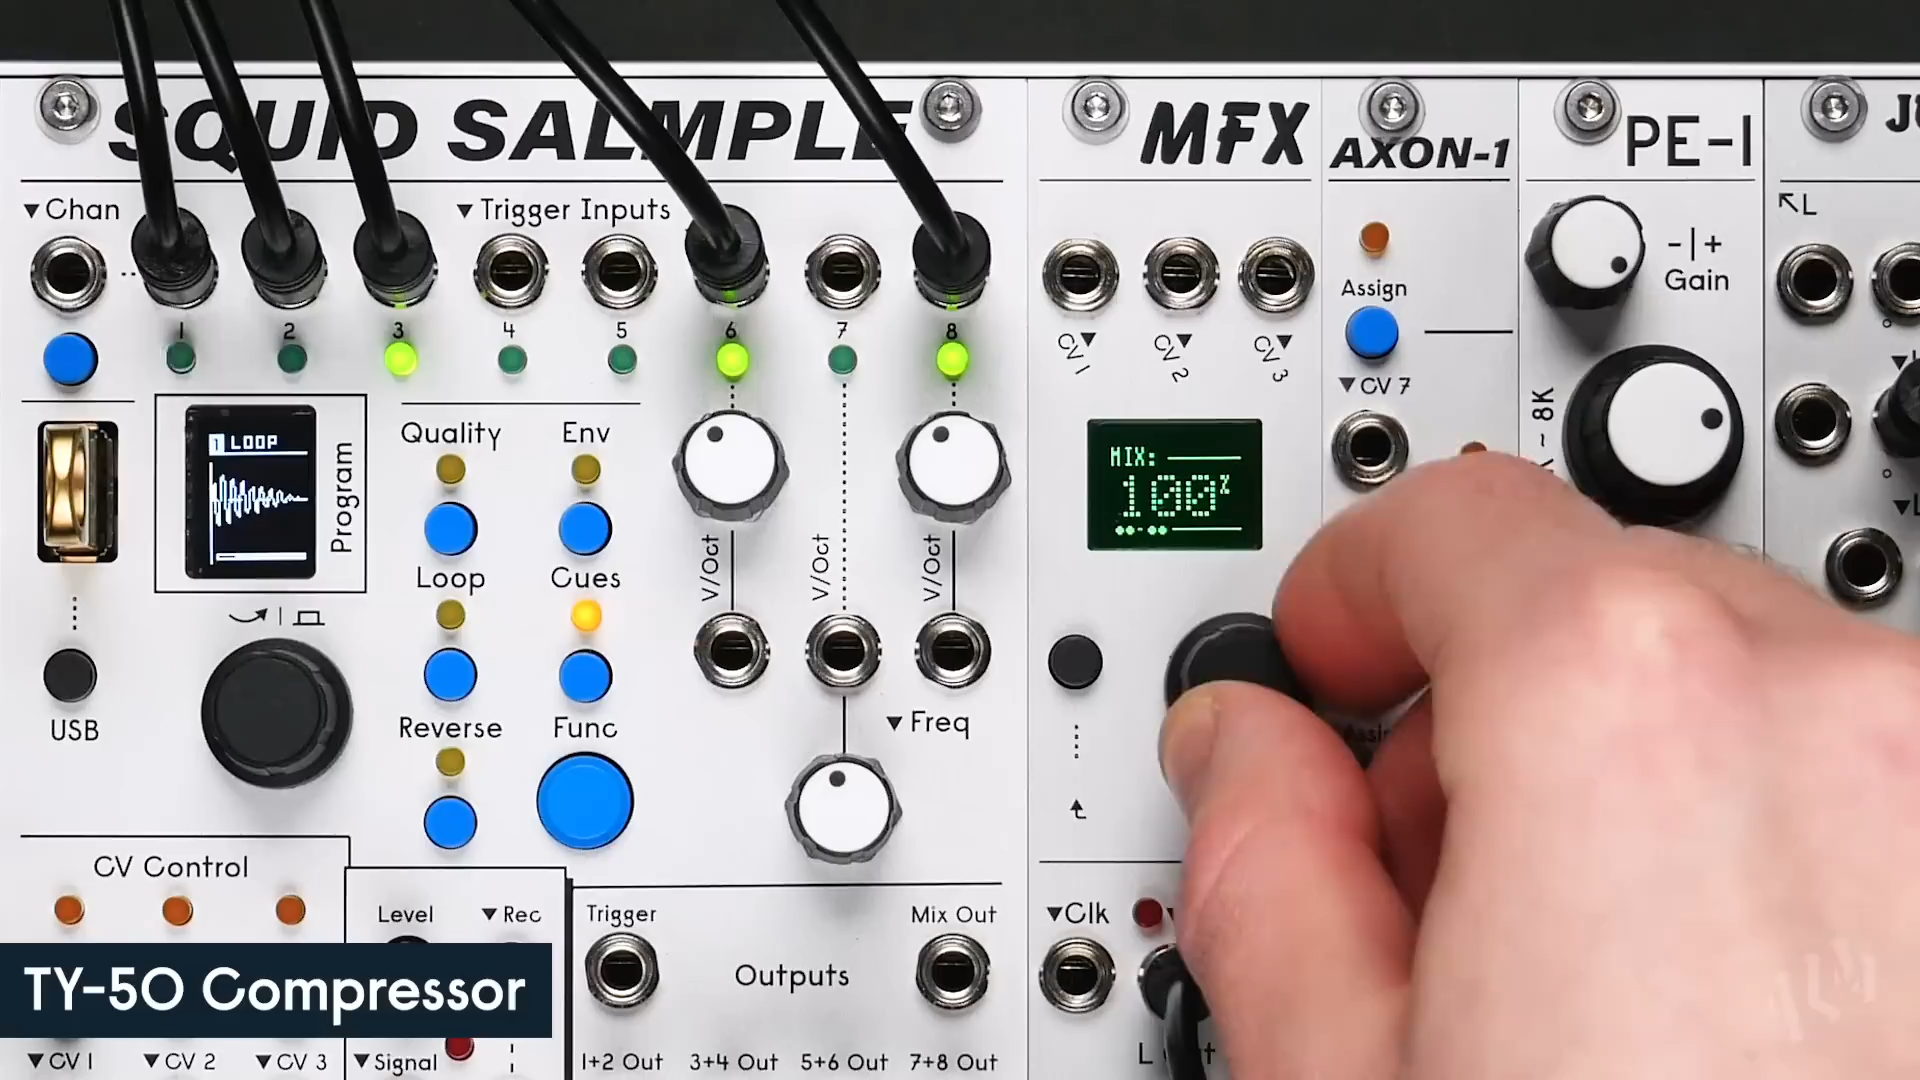 SQUID SALMPLE
MFX
AXON-1
PE-1
▼Chan
▼Trigger Inputs
1 2 3 4 5 6 7 8
CV 1▼
CV 2▼
CV 3▼
Assign
▼CV 7
-|+
Gain
L
~ 8K
1 LOOP
Program
Quality
Env
Loop
Cues
Reverse
Func
USB
V/Oct
V/Oct
V/Oct
▼Freq
MIX:
100%
CV Control
Level
▼Rec
Trigger
Mix Out
Outputs
▼Clk
TY-50 Compressor
▼CV 1
▼CV 2
▼CV 3
▼Signal
1+2 Out
3+4 Out
5+6 Out
7+8 Out
ALM